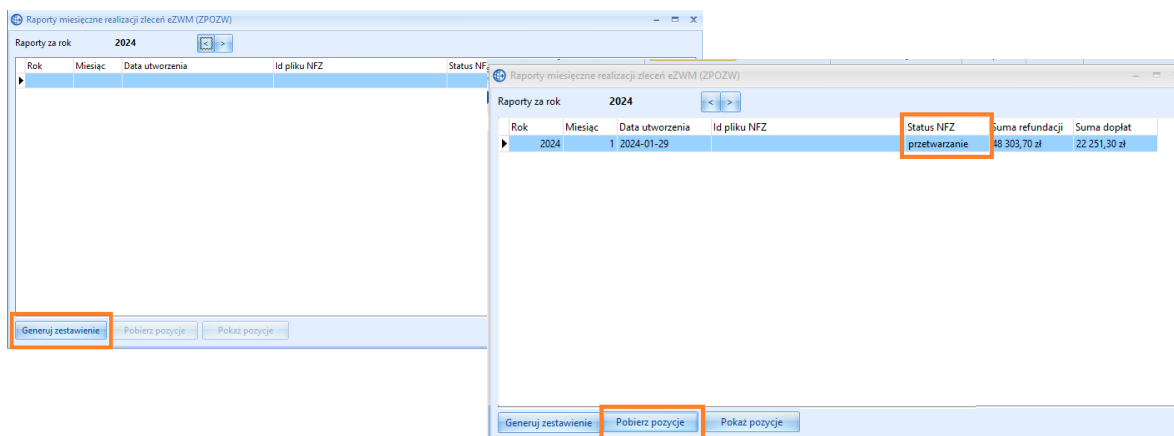 Raporty miesięczne realizacji zleceń eZWM (ZPOZW)
Raporty za rok 2024 < >
Rok Miesiąc Data utworzenia Id pliku NFZ Status NFZ
Generuj zestawienie Pobierz pozycje Pokaż pozycje
Raporty miesięczne realizacji zleceń eZWM (ZPOZW)
Raporty za rok 2024 < >
Rok Miesiąc Data utworzenia Id pliku NFZ Status NFZ Suma refundacji Suma dopłat
2024 1 2024-01-29 przetwarzanie 48 303,70 zł 22 251,30 zł
Generuj zestawienie Pobierz pozycje Pokaż pozycje